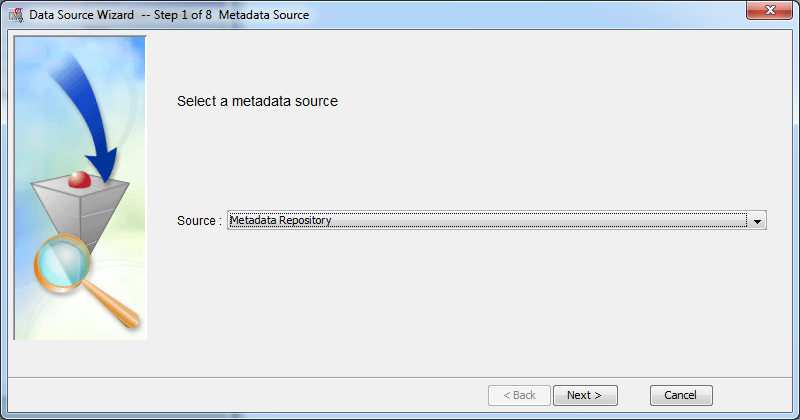 Data Source Wizard -- Step 1 of 8 Metadata Source
Select a metadata source
Source : Metadata Repository
< Back Next > Cancel